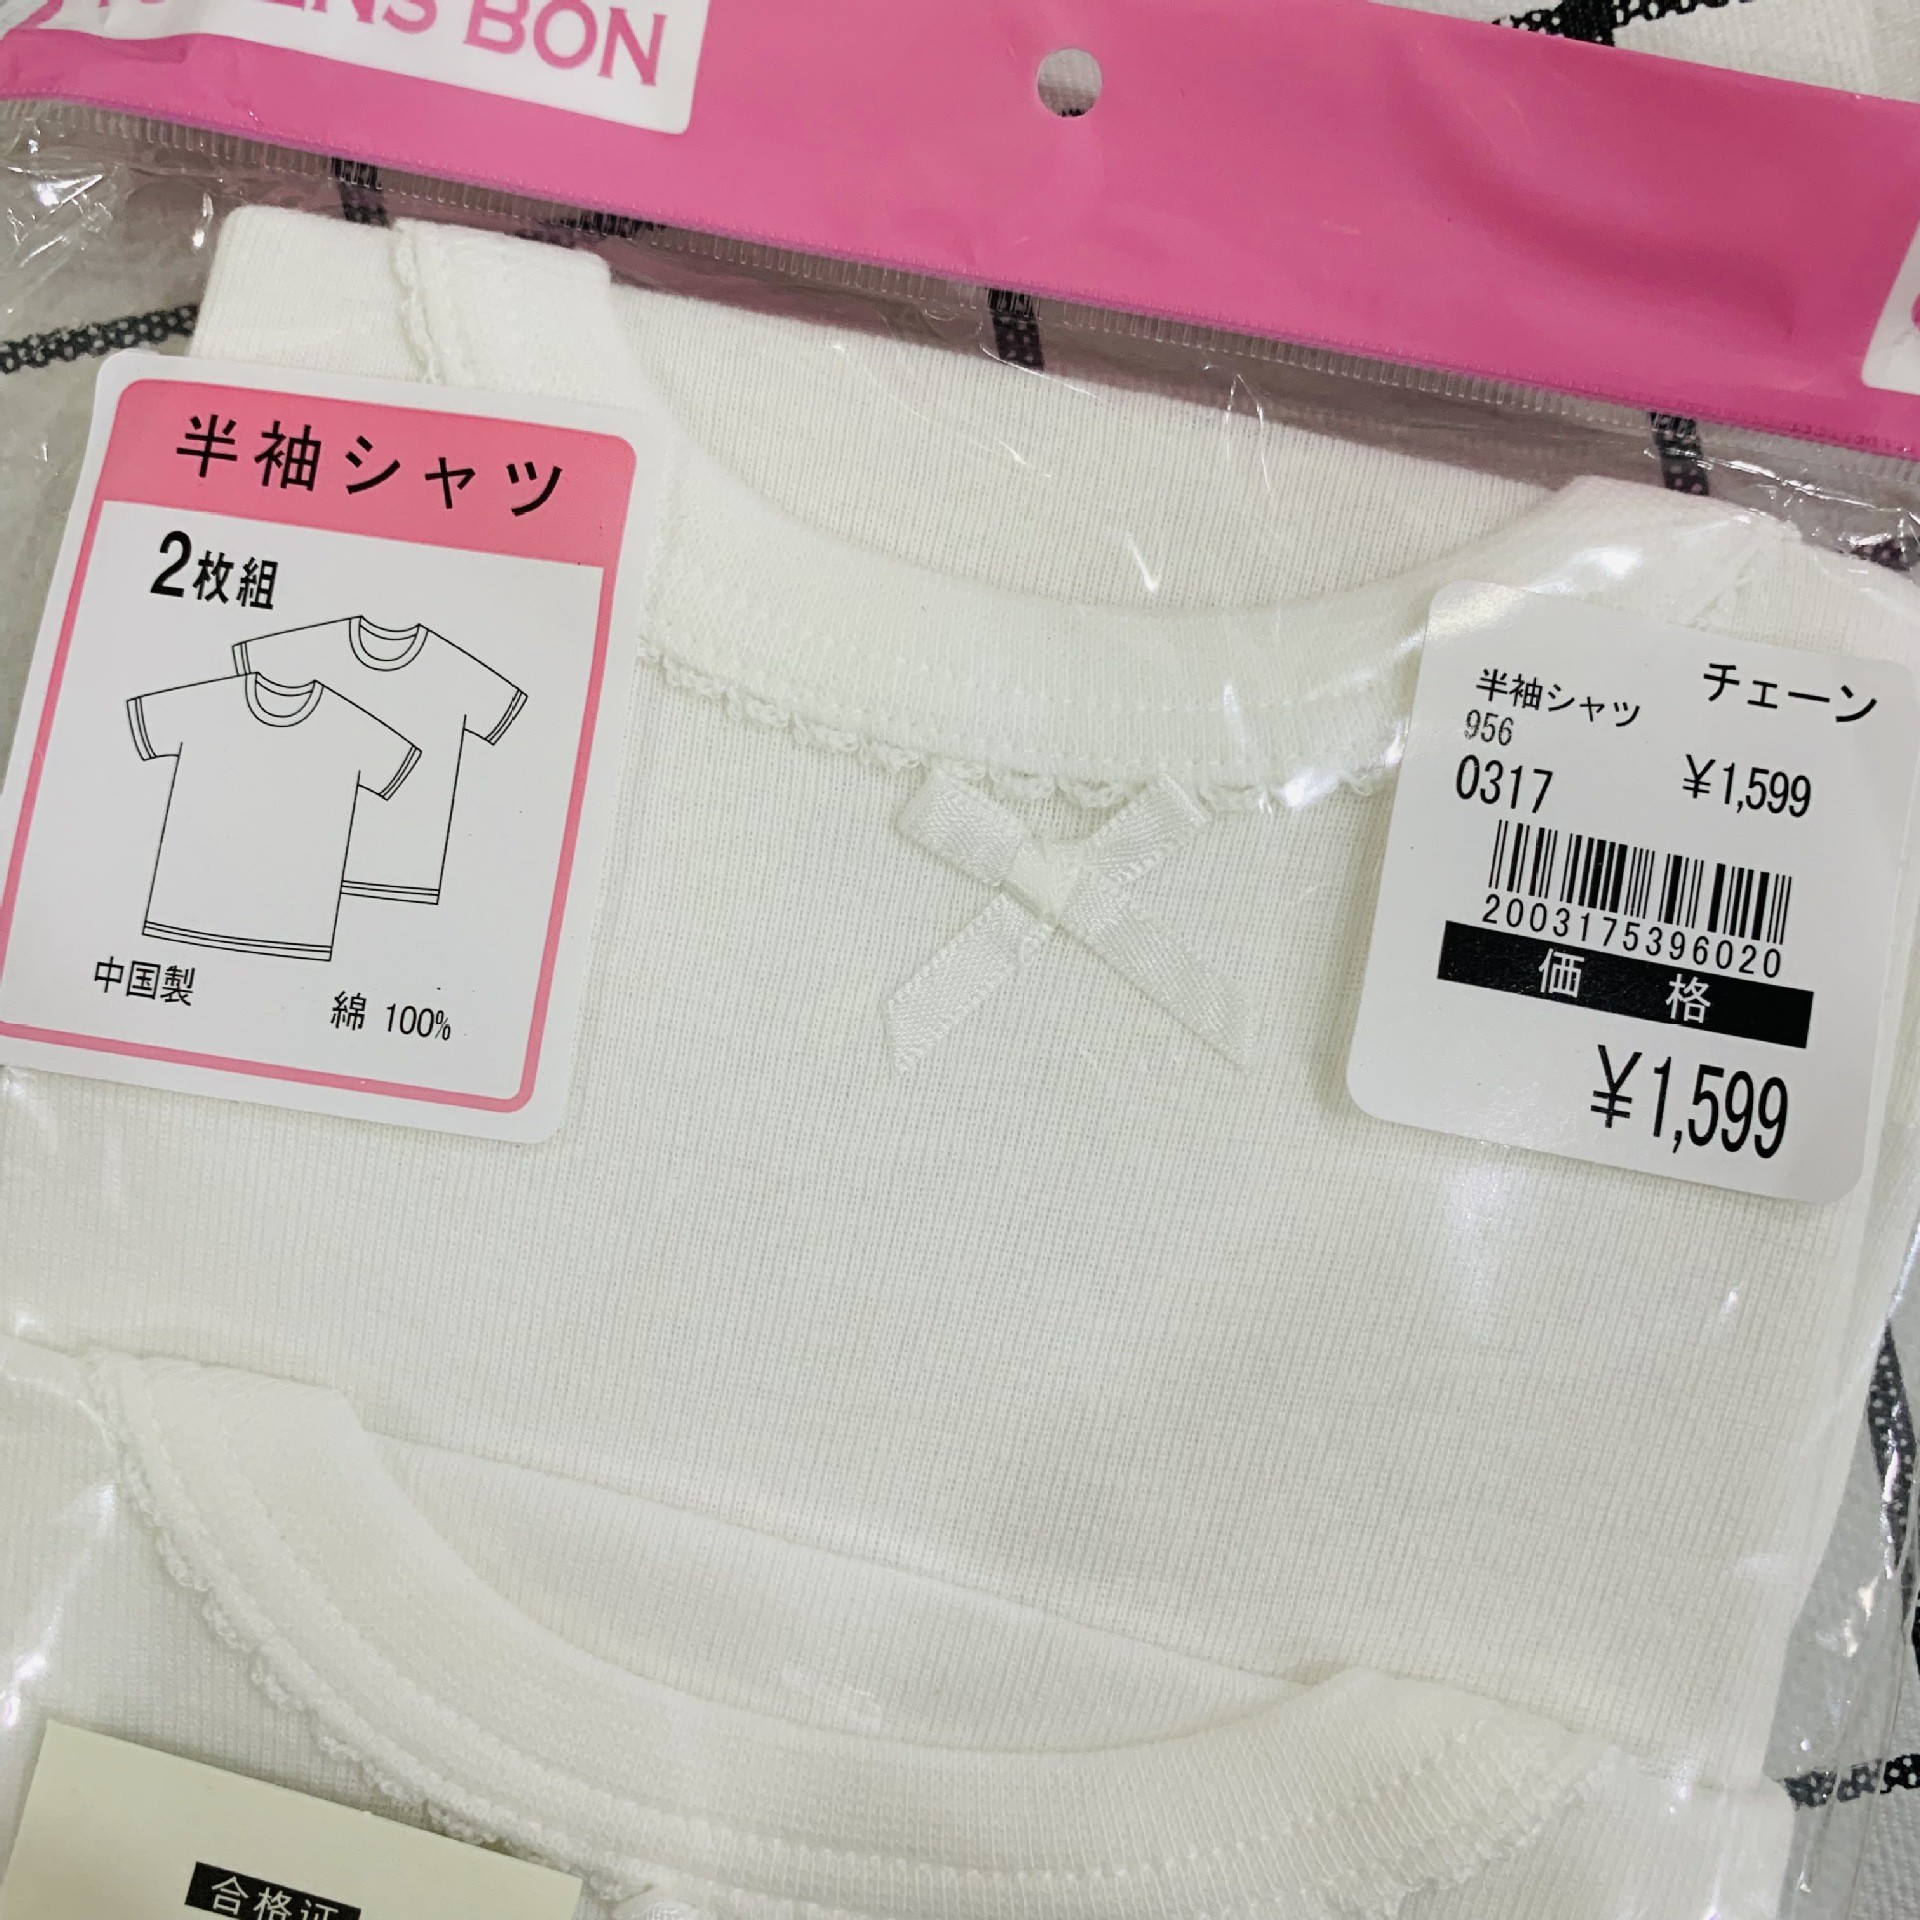 ENS BON
半袖シャツ
2枚組
中国製
綿 100%
チェーン
半袖シャツ
956
0317 ¥1,599
2003175396020
価格
¥1,599
合格证